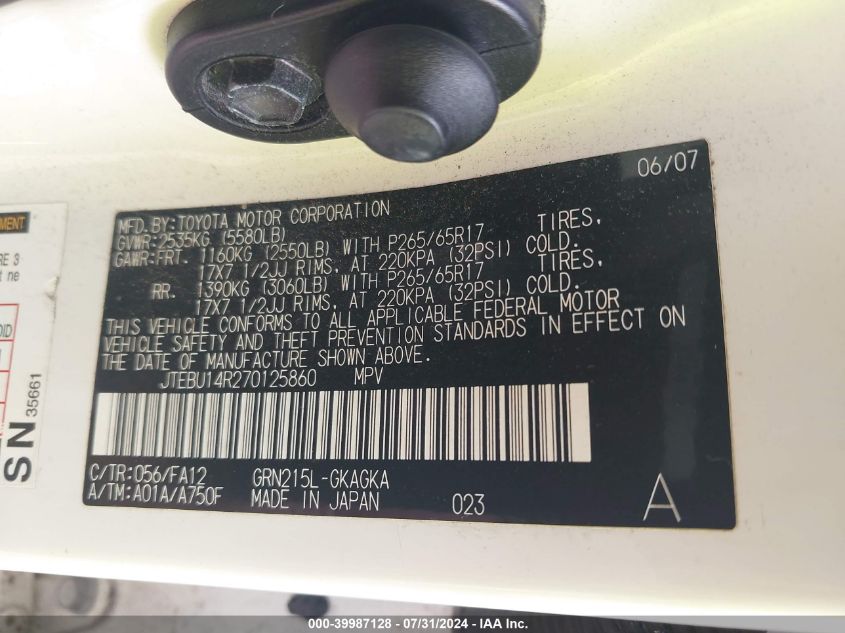 06/07
MFD.BY:TOYOTA MOTOR CORPORATION
GVWR:2535KG (5580LB)
GAWR:FRT. 1160KG (2550LB) WITH P265/65R17 TIRES,
17X7 1/2JJ RIMS, AT 220KPA (32PSI) COLD.
RR. 1390KG (3060LB) WITH P265/65R17 TIRES,
17X7 1/2JJ RIMS, AT 220KPA (32PSI) COLD.
THIS VEHICLE CONFORMS TO ALL APPLICABLE FEDERAL MOTOR
VEHICLE SAFETY AND THEFT PREVENTION STANDARDS IN EFFECT ON
THE DATE OF MANUFACTURE SHOWN ABOVE.
JTEBU14R270125860 MPV
C/TR:056/FA12 GRN215L-GKAGKA
A/TM:A01A/A750F MADE IN JAPAN 023 A
SN 35661
000-39987128 - 07/31/2024 - IAA Inc.